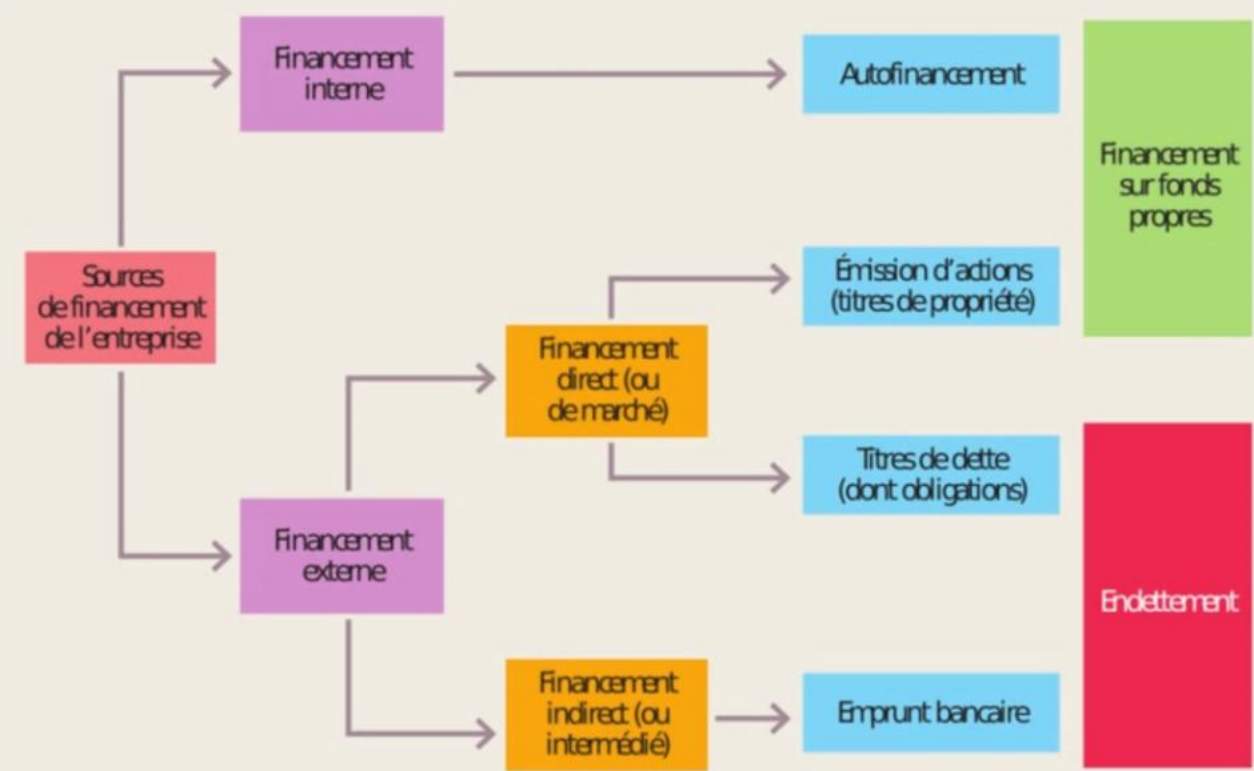 Financement
interne
Autofinancement
Financement
sur fonds
propres
Sources
de financement
de l'entreprise
Émission d'actions
(titres de propriété)
Financement
direct (ou
de marché)
Titres de dette
(dont obligations)
Financement
externe
Endettement
Financement
indirect (ou
intermédié)
Emprunt bancaire